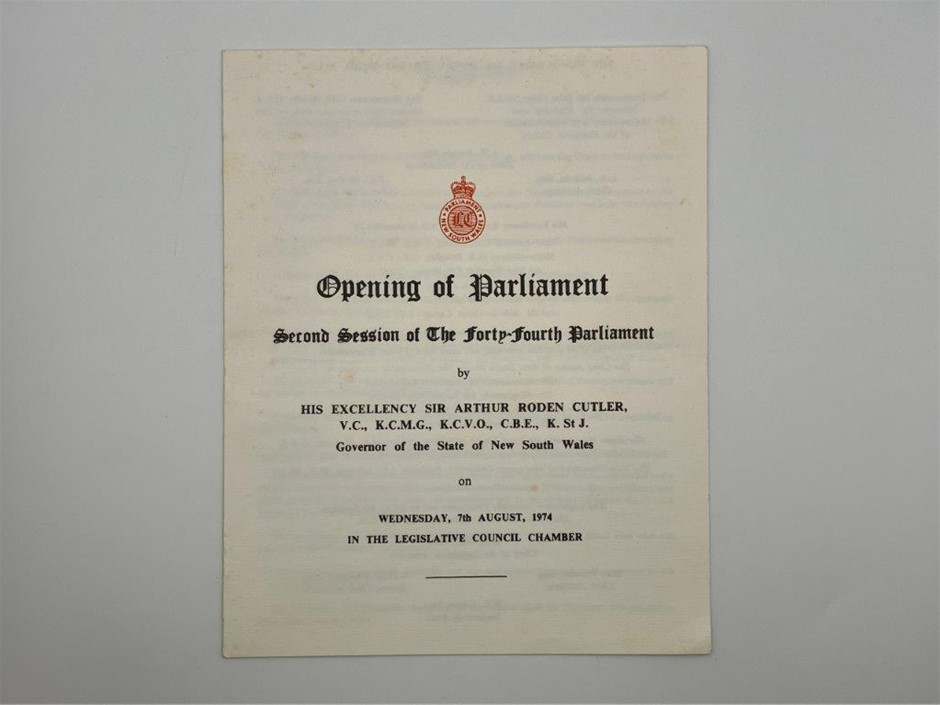 PARLIAMENT
LC
NEW SOUTH WALES
Opening of Parliament
Second Session of The Forty-Fourth Parliament
by
HIS EXCELLENCY SIR ARTHUR RODEN CUTLER,
V.C., K.C.M.G., K.C.V.O., C.B.E., K. St J.
Governor of the State of New South Wales
on
WEDNESDAY, 7th AUGUST, 1974
IN THE LEGISLATIVE COUNCIL CHAMBER